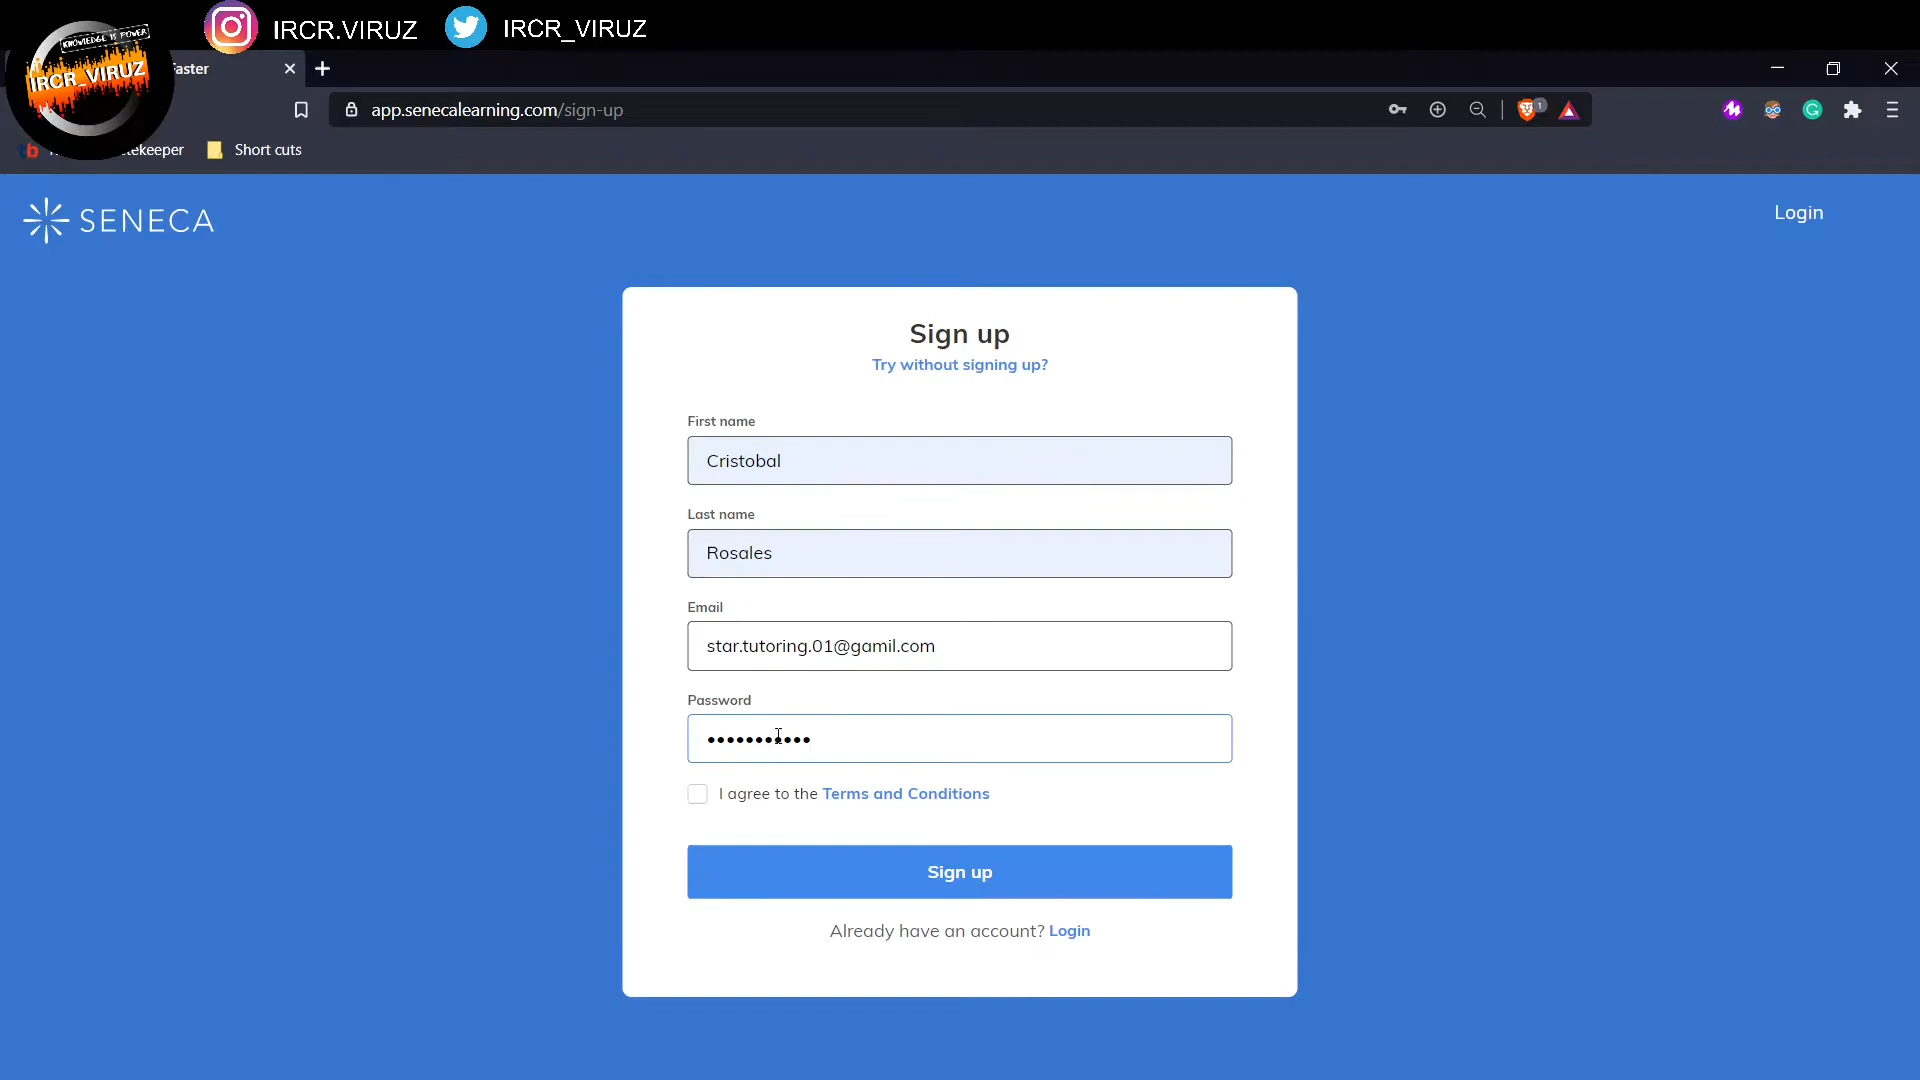 KNOWLEDGE IS POWER
IRCR_VIRUZ
IRCR.VIRUZ
IRCR_VIRUZ
Faster
app.senecalearning.com/sign-up
Short cuts
SENECA
Login
Sign up
Try without signing up?
First name
Cristobal
Last name
Rosales
Email
star.tutoring.01@gamil.com
Password
•••••••••••
I agree to the Terms and Conditions
Sign up
Already have an account? Login